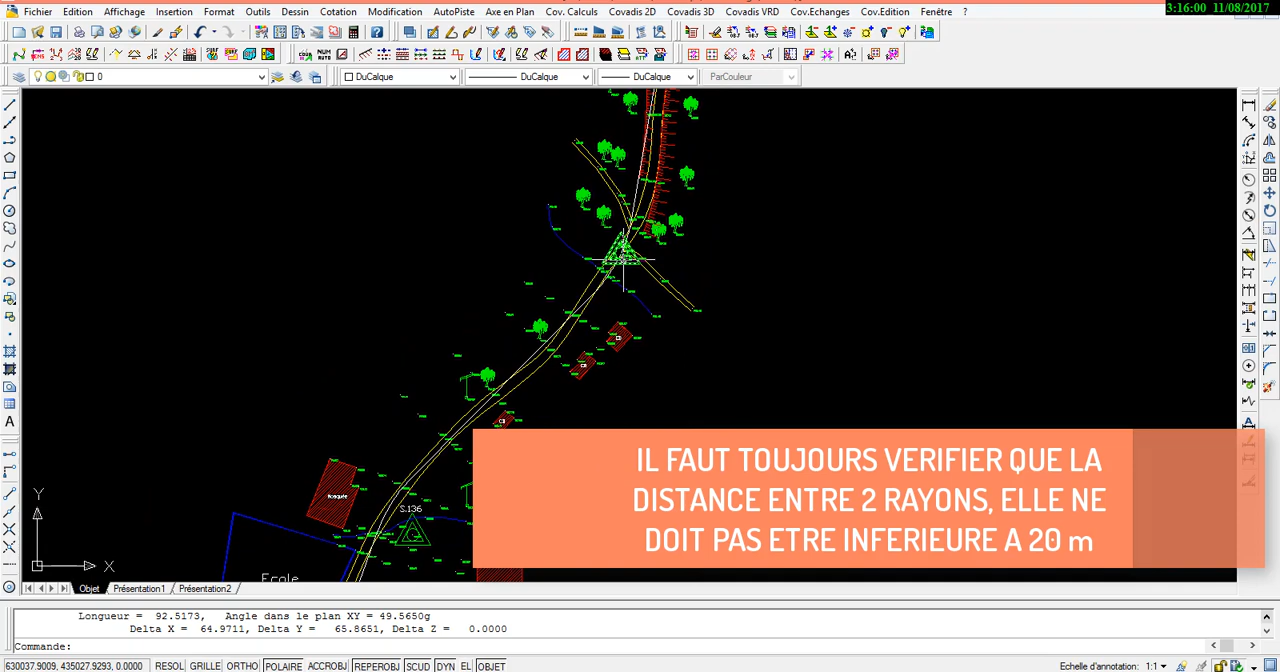 3:16:00 11/08/2017
Fichier Edition Affichage Insertion Format Outils Dessin Cotation Modification AutoPiste Axe en Plan Cov. Calculs Covadis 2D Covadis 3D Covadis VRD Cov.Echanges Cov.Edition Fenêtre ?
0 DuCalque DuCalque DuCalque ParCouleur
C3
Mosquée
S.136
Ecole
Y
X
IL FAUT TOUJOURS VERIFIER QUE LA
DISTANCE ENTRE 2 RAYONS, ELLE NE
DOIT PAS ETRE INFERIEURE A 20 m
Objet Présentation1 Présentation2
Longueur = 92.5173, Angle dans le plan XY = 49.5650g
Delta X = 64.9711, Delta Y = 65.8651, Delta Z = 0.0000
Commande:
630037.9009, 435027.9293, 0.0000 RESOL GRILLE ORTHO POLAIRE ACCROBJ REPEROBJ SCUD DYN EL OBJET Echelle d'annotation: 1:1